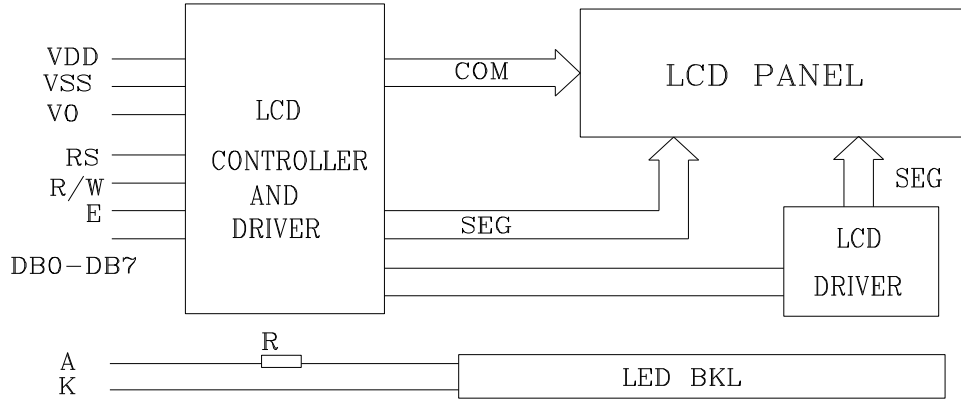 VDD
VSS
V0
RS
R/W
E
DB0-DB7
LCD
CONTROLLER
AND
DRIVER
COM
SEG
LCD PANEL
SEG
LCD
DRIVER
A
K
R
LED BKL